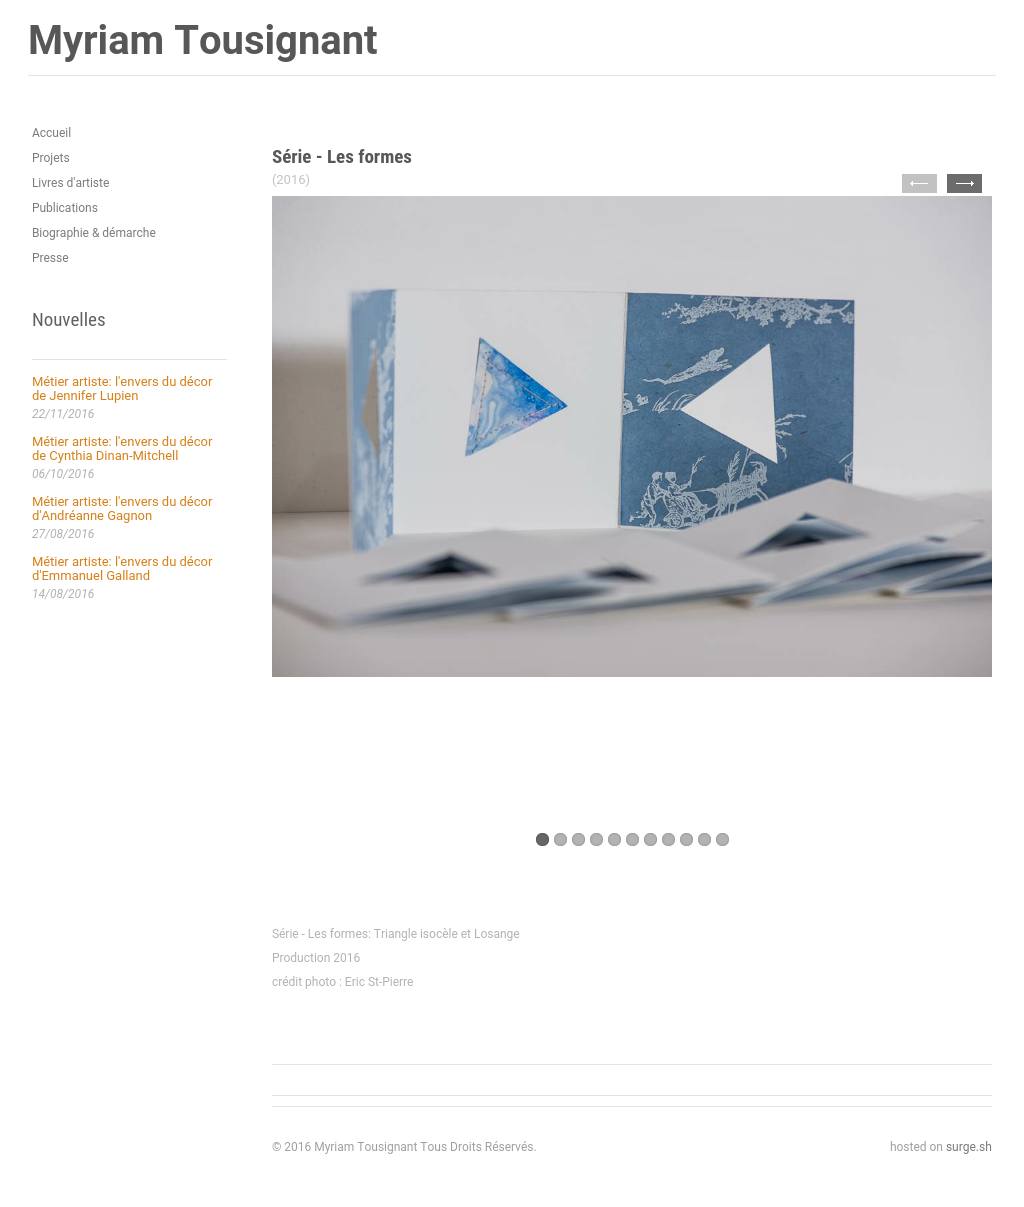 Myriam Tousignant
Accueil
Projets
Livres d'artiste
Publications
Biographie & démarche
Presse
Nouvelles
Métier artiste: l'envers du décor
de Jennifer Lupien
22/11/2016
Métier artiste: l'envers du décor
de Cynthia Dinan-Mitchell
06/10/2016
Métier artiste: l'envers du décor
d'Andréanne Gagnon
27/08/2016
Métier artiste: l'envers du décor
d'Emmanuel Galland
14/08/2016
Série - Les formes
(2016)
Série - Les formes: Triangle isocèle et Losange
Production 2016
crédit photo : Eric St-Pierre
© 2016 Myriam Tousignant Tous Droits Réservés.
hosted on surge.sh